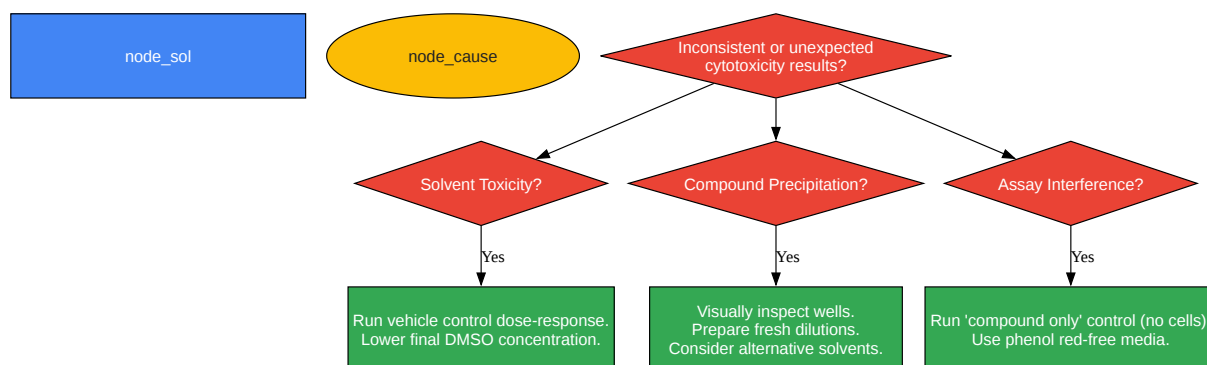 node_sol
node_cause
Inconsistent or unexpected
cytotoxicity results?
Solvent Toxicity?
Compound Precipitation?
Assay Interference?
Yes
Yes
Yes
Run vehicle control dose-response.
Lower final DMSO concentration.
Visually inspect wells.
Prepare fresh dilutions.
Consider alternative solvents.
Run 'compound only' control (no cells)
Use phenol red-free media.